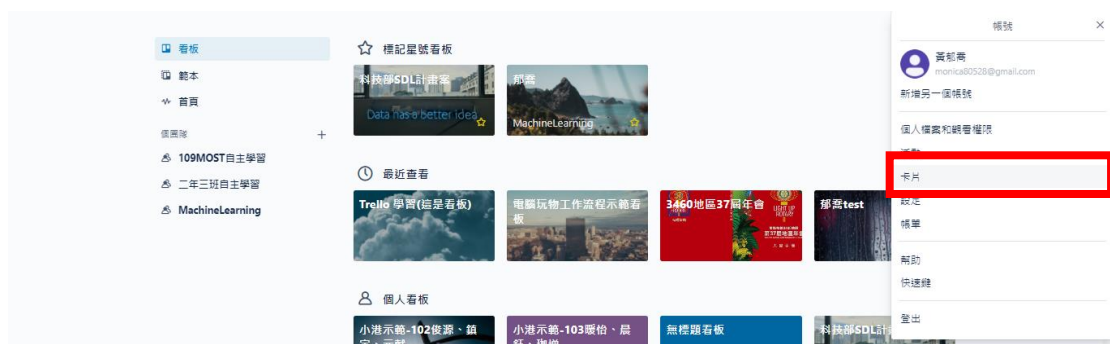 看板
範本
首頁
個團隊
+
109MOST自主學習
二年三班自主學習
MachineLearning
標記星號看板
科技部SDL計畫案
Data has a better idea
郁喬
MachineLearning
最近查看
Trello 學習(這是看板)
電腦玩物工作流程示範看
板
3460地區37屆年會
LIGHT UP
郁喬test
個人看板
小港示範-102俊源、鎮
小港示範-103暖怡、晨
無標題看板
科技部SDL計
帳號
×
黃郁喬
monica80528@gmail.com
新增另一個帳號
個人檔案和觀看權限
卡片
設定
帳單
幫助
快速鍵
登出